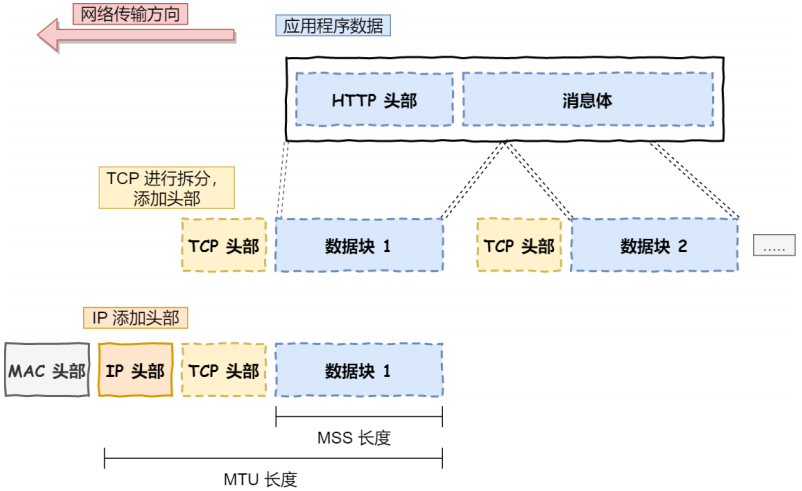 网络传输方向
应用程序数据
HTTP 头部
消息体
TCP 进行拆分，
添加头部
TCP 头部
数据块 1
TCP 头部
数据块 2
.....
IP 添加头部
MAC 头部
IP 头部
TCP 头部
数据块 1
MSS 长度
MTU 长度